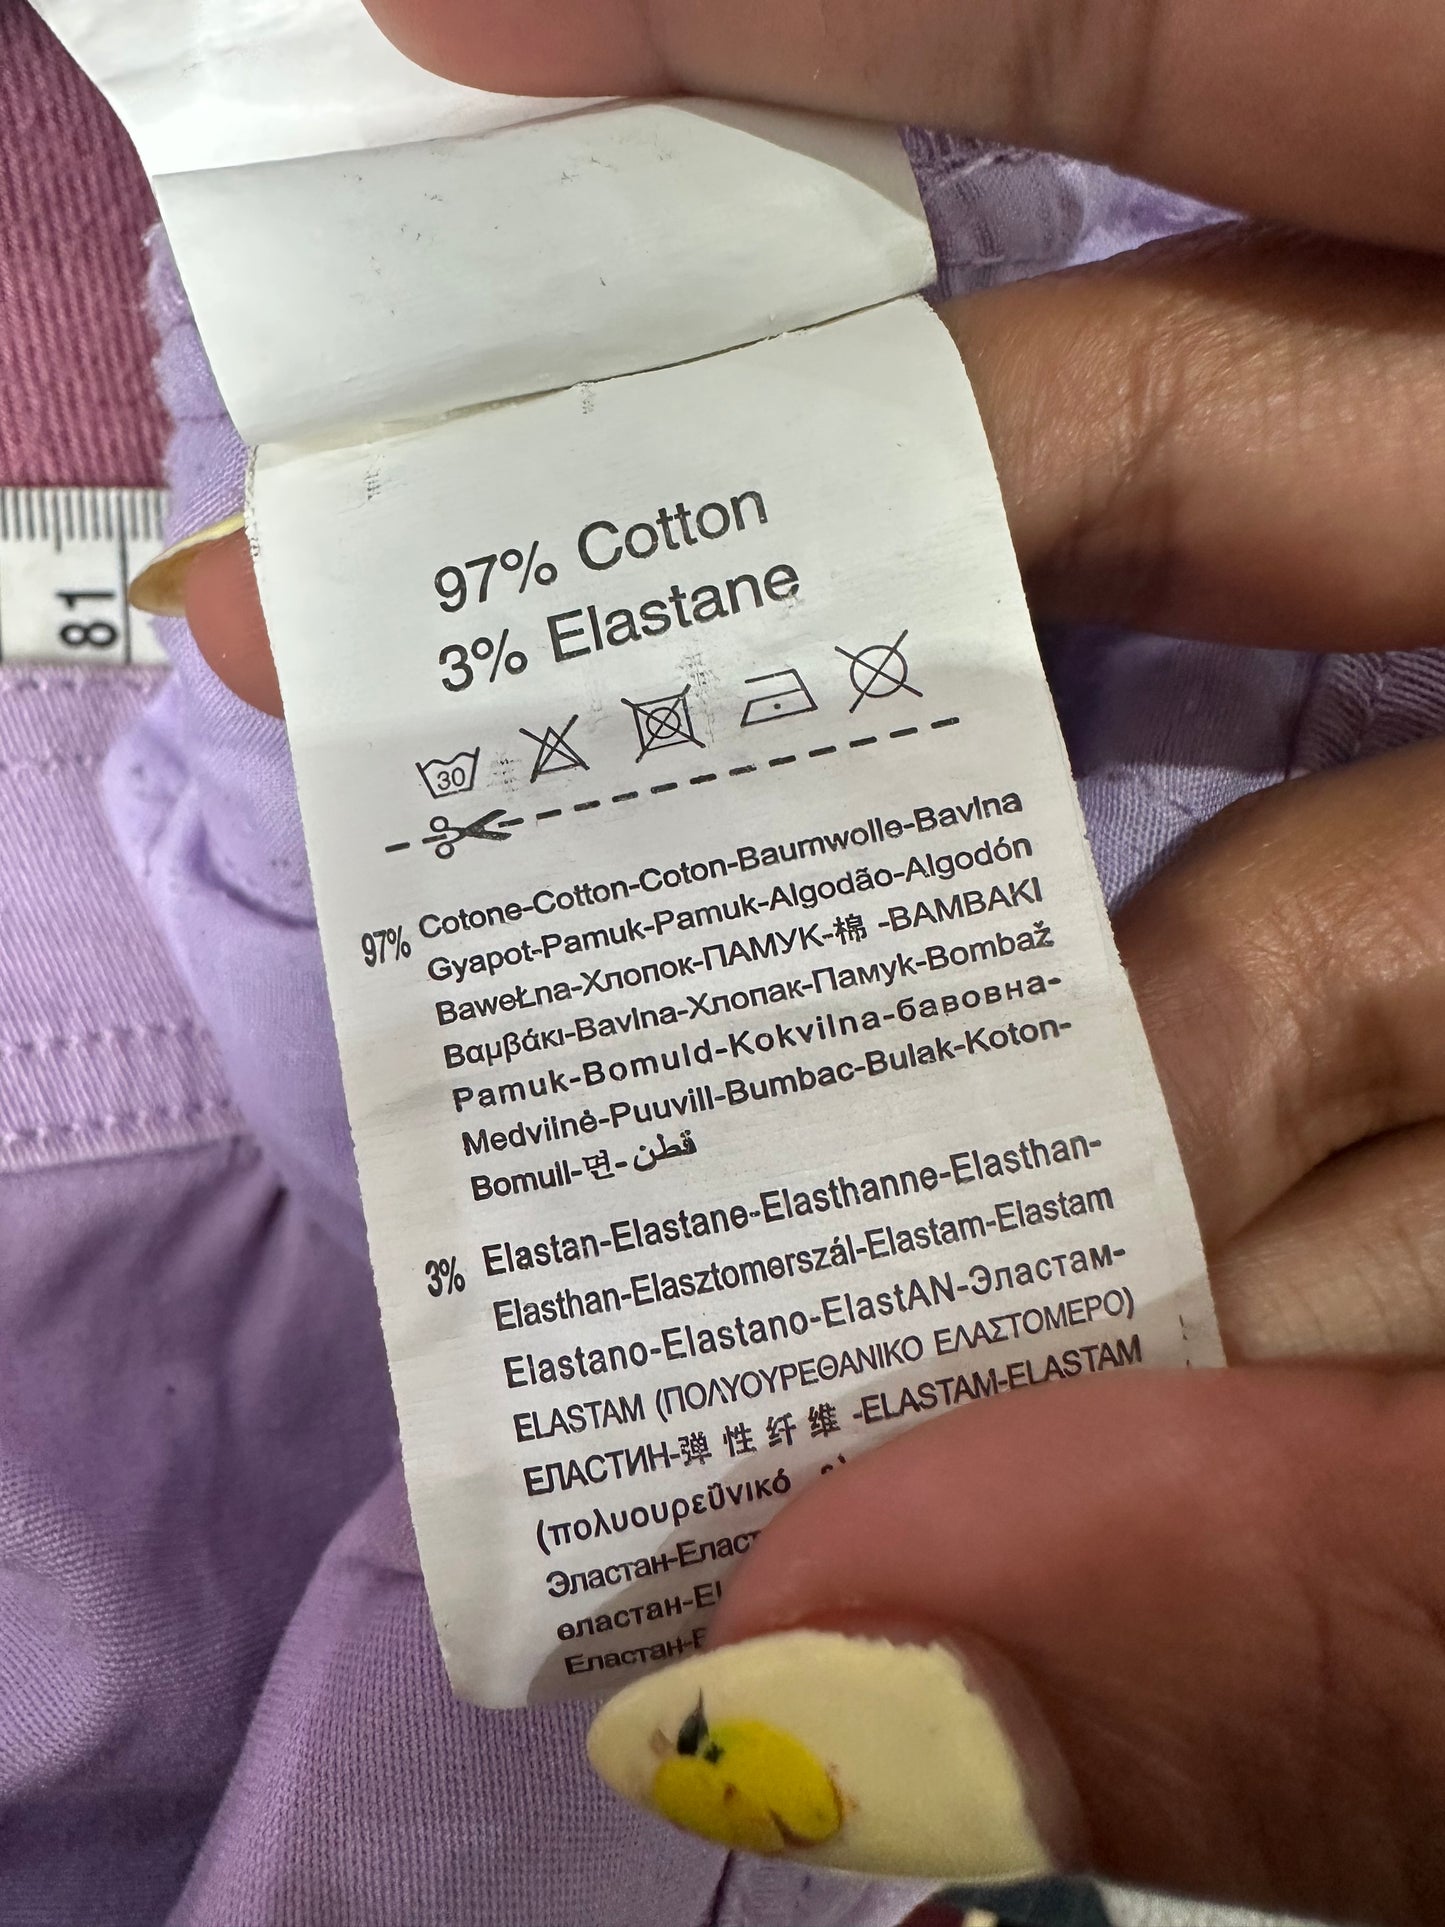 81
97% Cotton
3% Elastane
30
97% Cotone-Cotton-Coton-Baumwolle-Bavlna
Gyapot-Pamuk-Pamuk-Algodão-Algodón
Bawełna-Хлопок-ПАМУК-棉 -BAMBAKI
Βαμβάκι-Bavlna-Хлопак-Памук-Bombaž
Pamuk-Bomuld-Kokvilna-бавовна-
Medvilnė-Puuvill-Bumbac-Bulak-Koton-
Bomull-면-قطن
3% Elastan-Elastane-Elasthanne-Elasthan-
Elasthan-Elasztomerszál-Elastam-Elastam
Elastano-Elastano-ElastAN-Эластам-
ELASTAM (ΠΟΛΥΟΥΡΕΘΑΝΙΚΟ ΕΛΑΣΤΟΜΕΡΟ)
ЕЛАСТИН-弹 性 纤 维 -ELASTAM-ELASTAM
(πολυουρεϋνικό
Эластан-Еласт
еластан-El
Еластан-